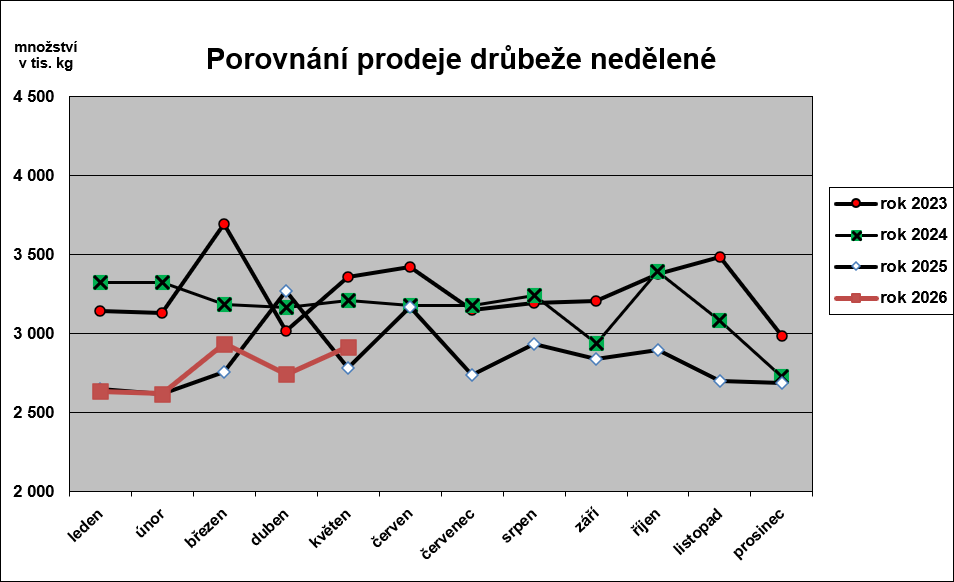 množství
v tis. kg
Porovnání prodeje drůbeže nedělené
4 500
4 000
3 500
3 000
2 500
2 000
leden
únor
březen
duben
květen
červen
červenec
srpen
září
říjen
listopad
prosinec
rok 2023
rok 2024
rok 2025
rok 2026